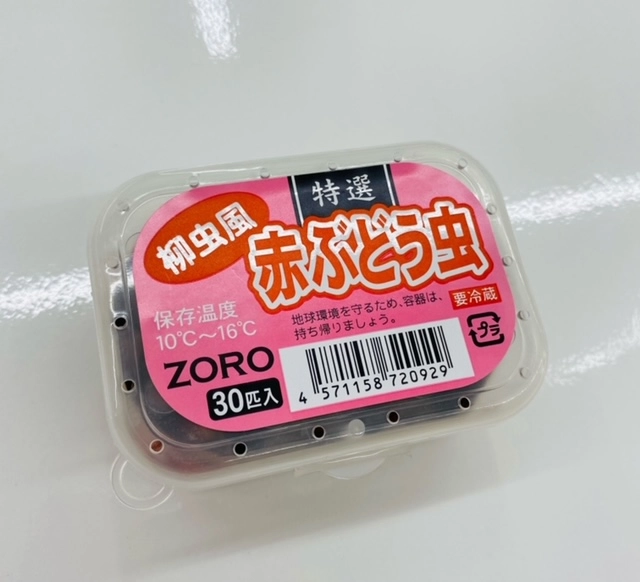 特選
柳虫風
赤ぶどう虫
保存温度
10℃～16℃
地球環境を守るため、容器は、
持ち帰りましょう。
要冷蔵
プラ
ZORO
30匹入
4 571158 720929